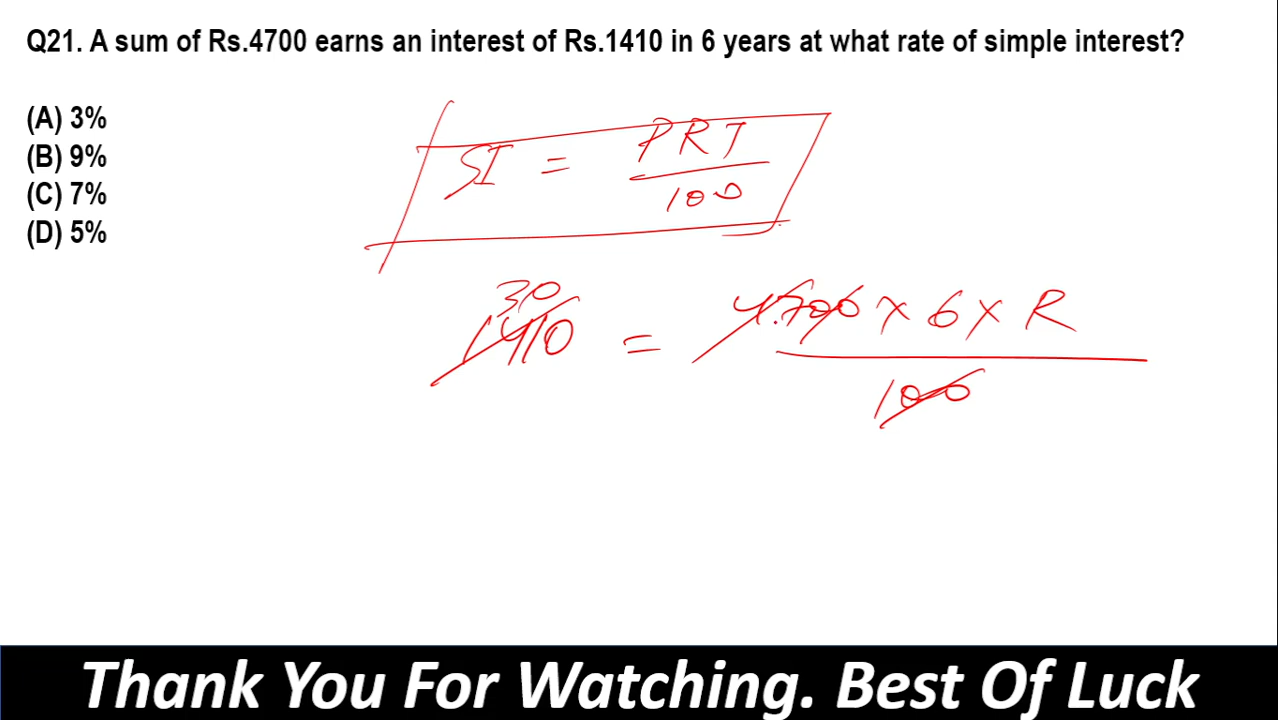 Q21. A sum of Rs.4700 earns an interest of Rs.1410 in 6 years at what rate of simple interest?
(A) 3%
(B) 9%
(C) 7%
(D) 5%
SI = PRT
100
30
1410 = 4700 × 6 × R
100
Thank You For Watching. Best Of Luck